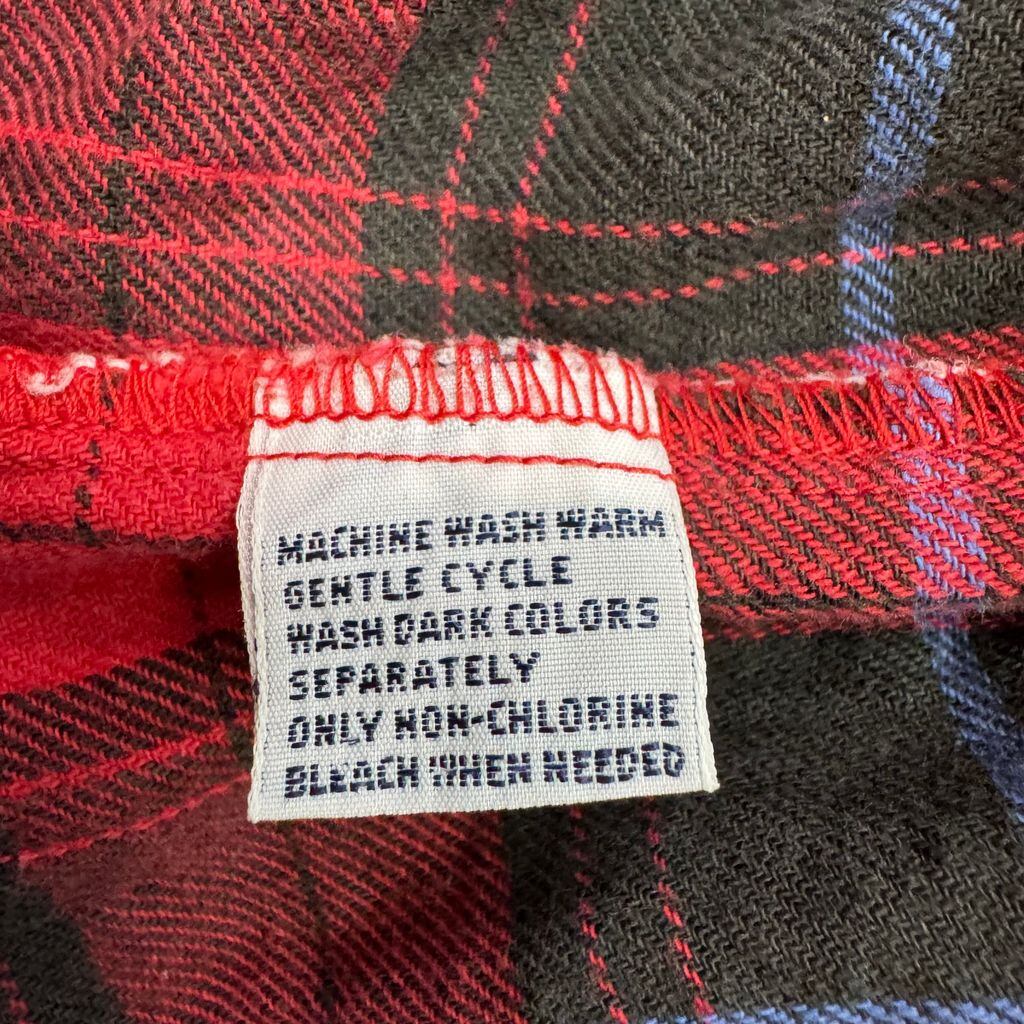 MACHINE WASH WARM
GENTLE CYCLE
WASH DARK COLORS
SEPARATELY
ONLY NON-CHLORINE
BLEACH WHEN NEEDED